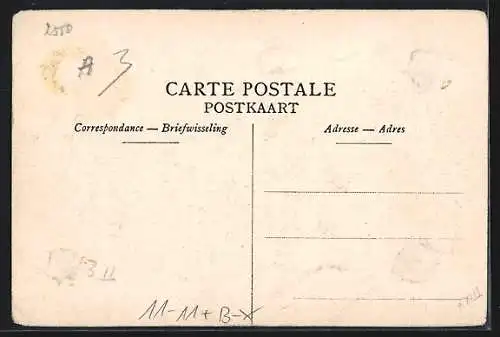 2550
A 3
CARTE POSTALE
POSTKAART
Correspondance — Briefwisseling
Adresse — Adres
3 II
11-11+B-X